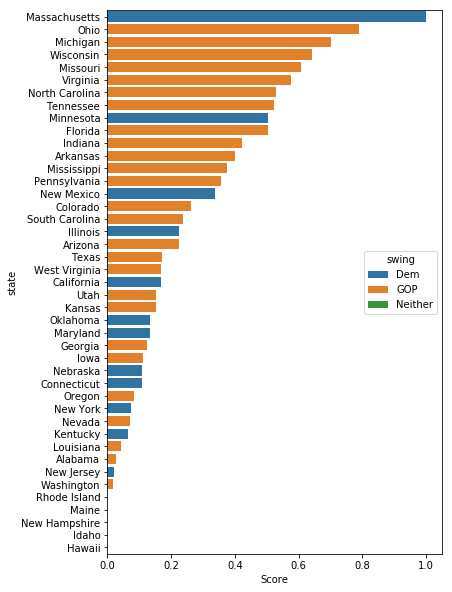 Massachusetts
Ohio
Michigan
Wisconsin
Missouri
Virginia
North Carolina
Tennessee
Minnesota
Florida
Indiana
Arkansas
Mississippi
Pennsylvania
New Mexico
Colorado
South Carolina
Illinois
Arizona
Texas
West Virginia
California
Utah
Kansas
Oklahoma
Maryland
Georgia
Iowa
Nebraska
Connecticut
Oregon
New York
Nevada
Kentucky
Louisiana
Alabama
New Jersey
Washington
Rhode Island
Maine
New Hampshire
Idaho
Hawaii
state
swing
Dem
GOP
Neither
0.0 0.2 0.4 0.6 0.8 1.0
Score